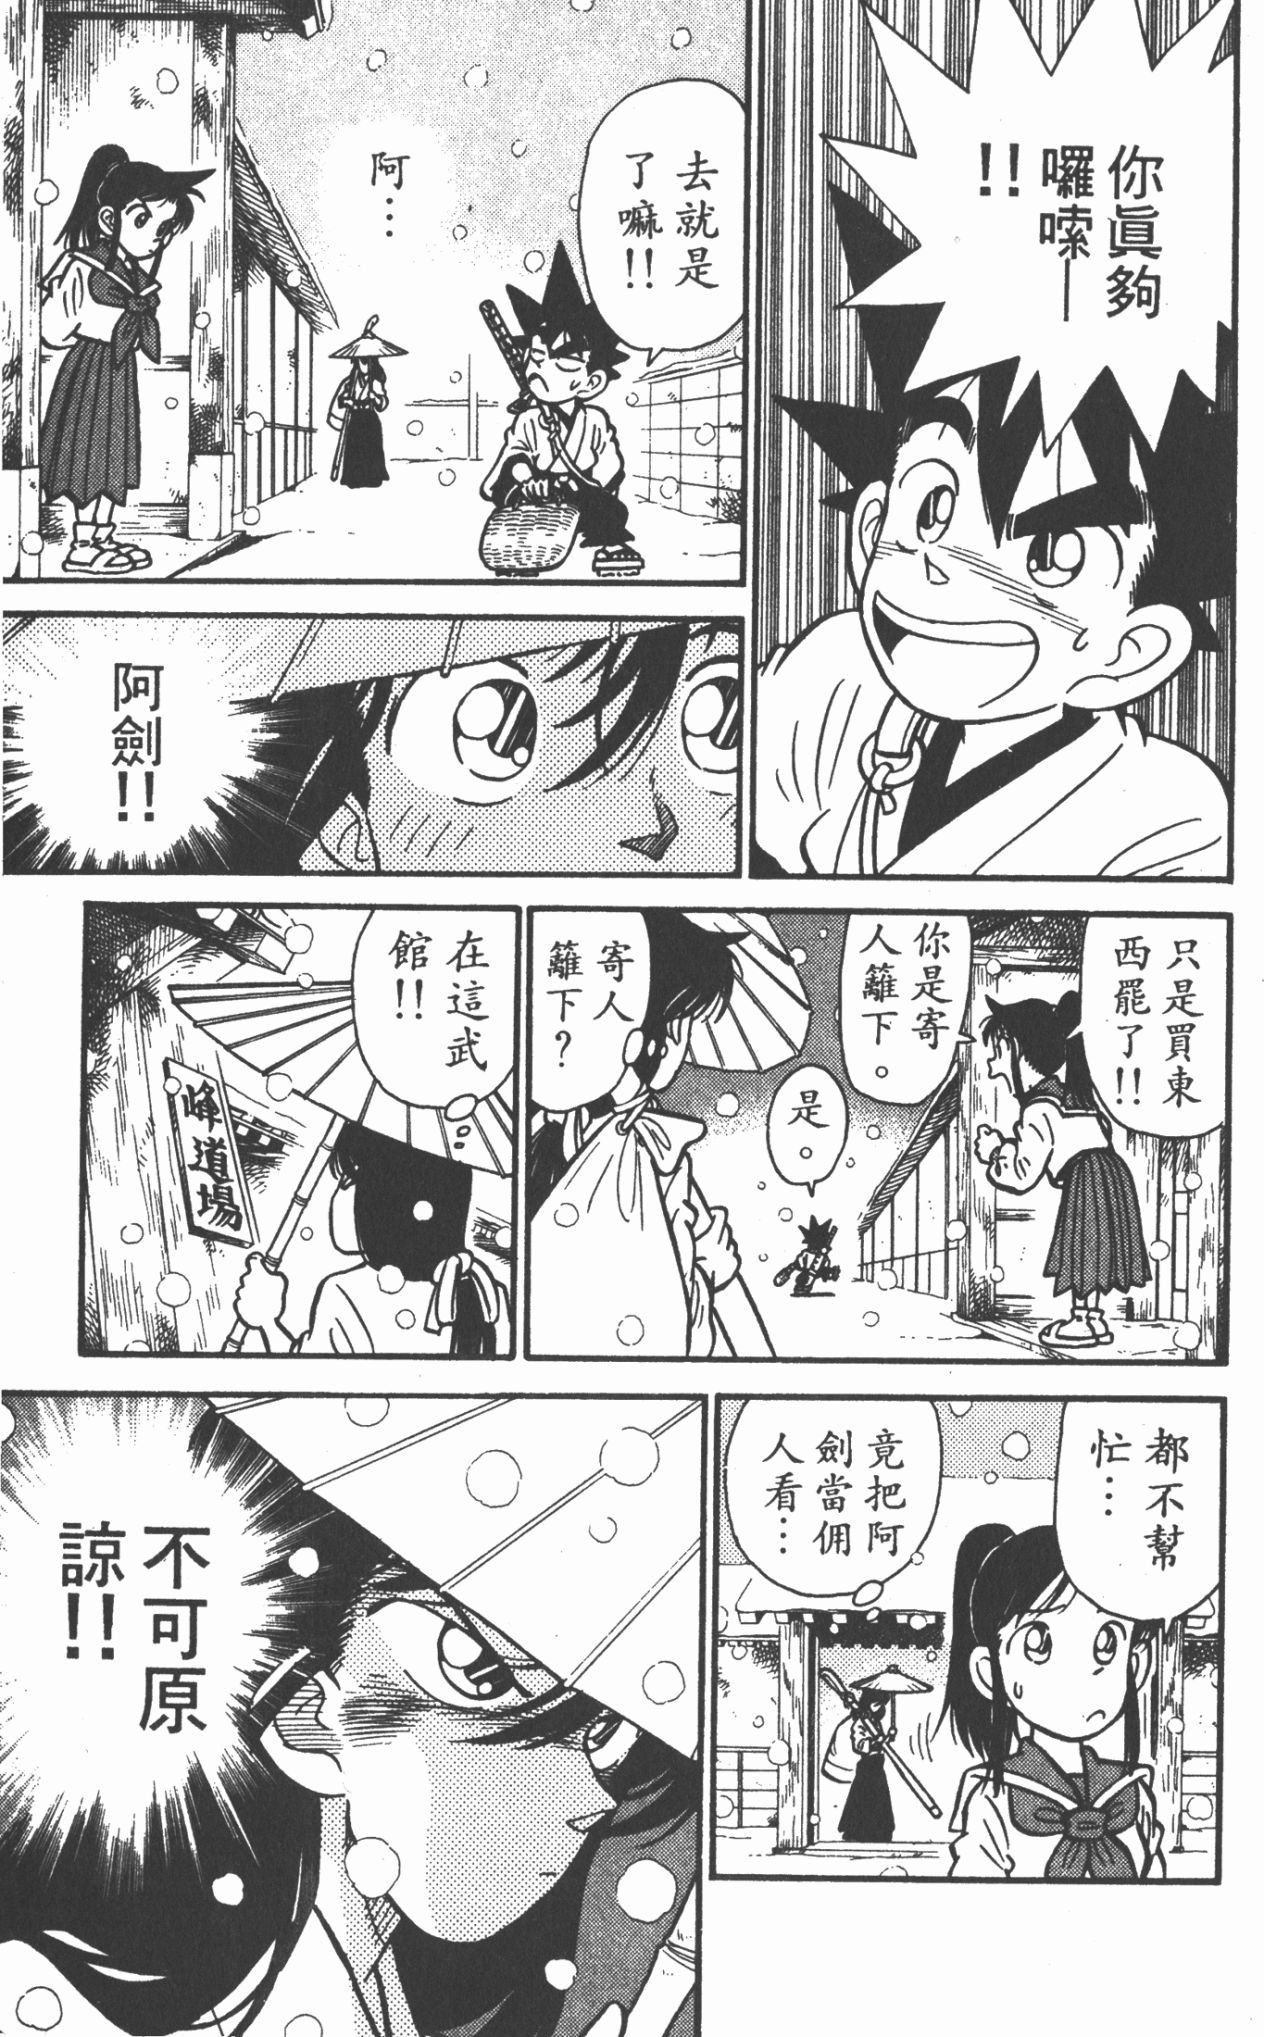 你眞夠
囉嗦—
!!
去就是
了嘛!!
阿…
阿劍!!
只是買東
西罷了!!
你是寄
人籬下。
是。
寄人
籬下?
在這武
館!!
峰道場
都不幫
忙…
竟把阿
劍當佣
人看…
不可原
諒!!